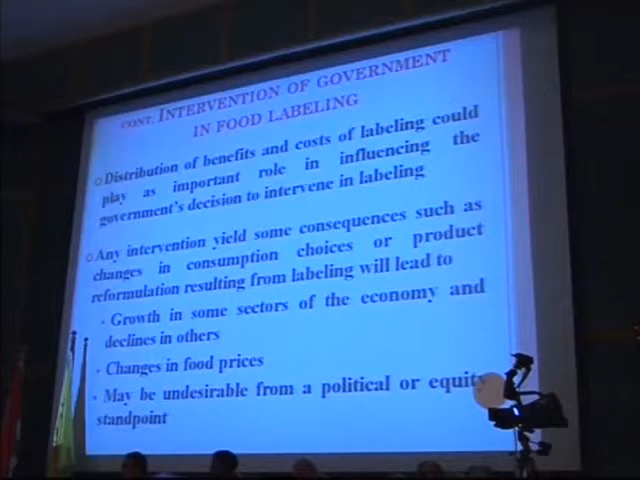 CONT. INTERVENTION OF GOVERNMENT
IN FOOD LABELING
Distribution of benefits and costs of labeling could
play as important role in influencing the
government's decision to intervene in labeling
Any intervention yield some consequences such as
changes in consumption choices or product
reformulation resulting from labeling will lead to
Growth in some sectors of the economy and
declines in others
Changes in food prices
May be undesirable from a political or equity
standpoint